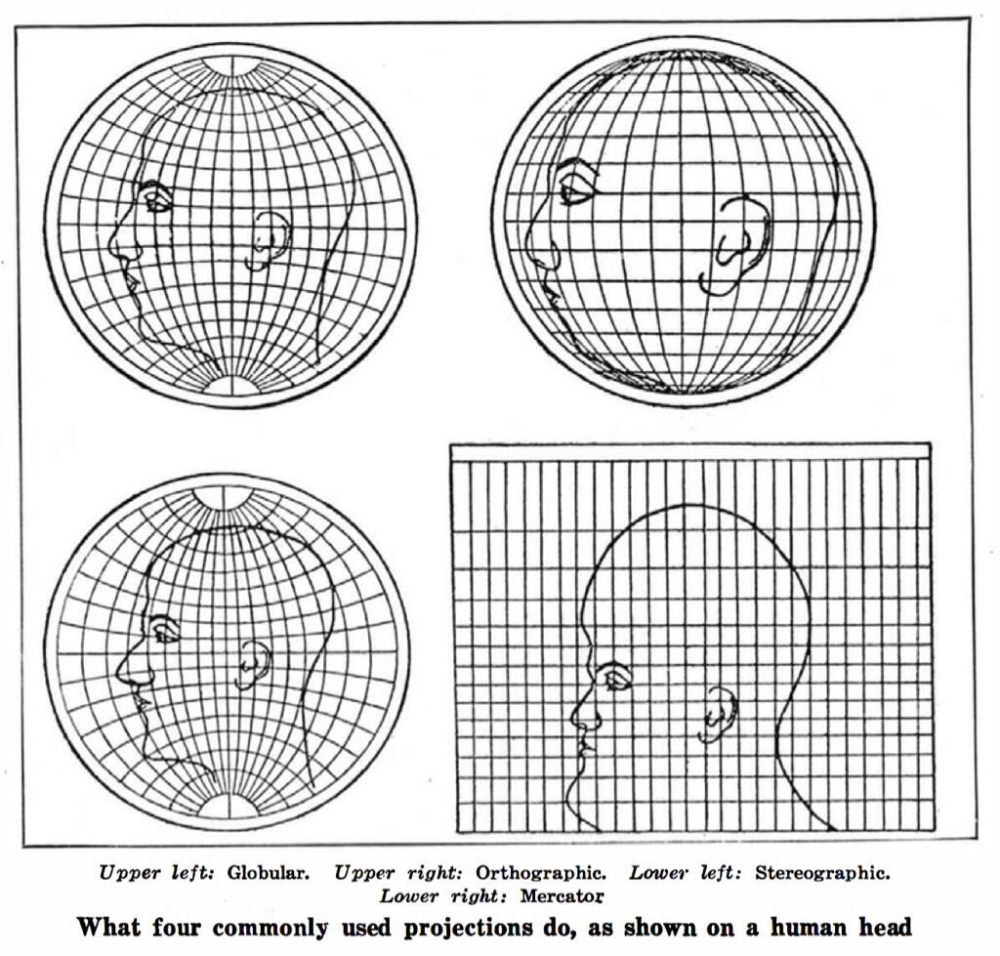 Upper left: Globular. Upper right: Orthographic. Lower left: Stereographic.
Lower right: Mercator
What four commonly used projections do, as shown on a human head